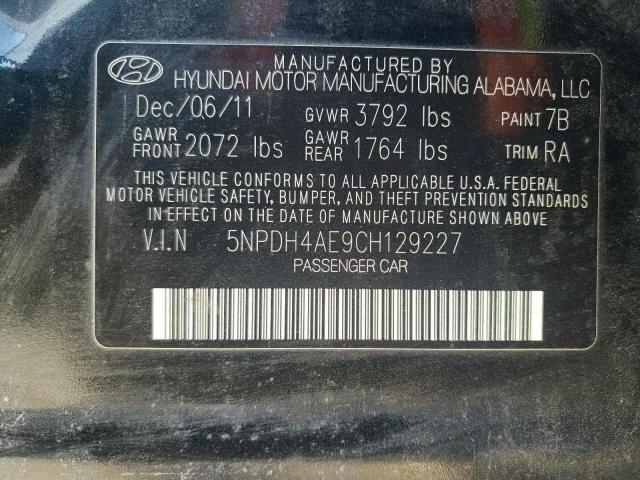 MANUFACTURED BY
HYUNDAI MOTOR MANUFACTURING ALABAMA, LLC
Dec/06/11 GVWR 3792 lbs PAINT 7B
GAWR FRONT 2072 lbs GAWR REAR 1764 lbs TRIM RA
THIS VEHICLE CONFORMS TO ALL APPLICABLE U.S.A. FEDERAL
MOTOR VEHICLE SAFETY, BUMPER, AND THEFT PREVENTION STANDARDS
IN EFFECT ON THE DATE OF MANUFACTURE SHOWN ABOVE
V.I.N 5NPDH4AE9CH129227
PASSENGER CAR